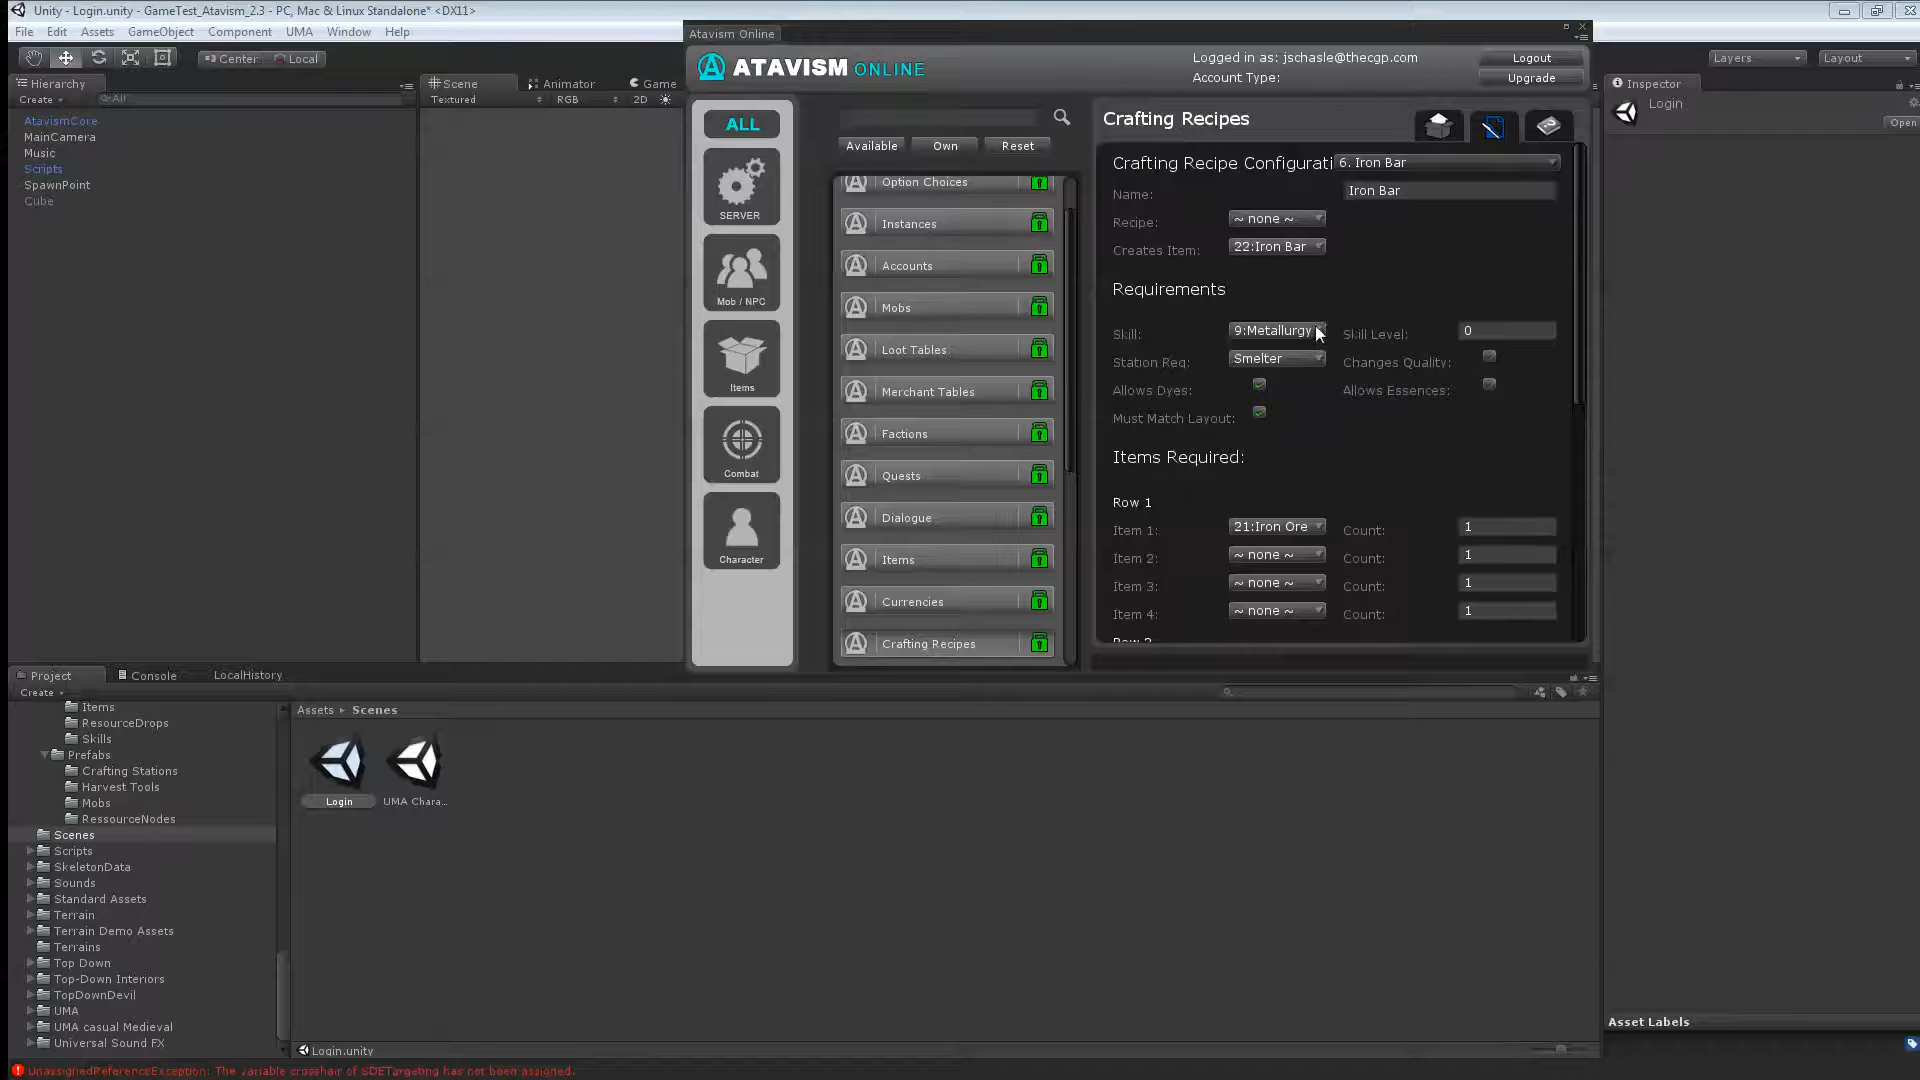 Unity - Login.unity - GameTest_Atavism_2.3 - PC, Mac & Linux Standalone* <DX11>
File Edit Assets GameObject Component UMA Window Help
Center Local
Layers Layout
Hierarchy
Create All
AtavismCore
MainCamera
Music
Scripts
SpawnPoint
Cube
Scene Animator Game
Textured RGB 2D
Atavism Online
ATAVISM ONLINE
Logged in as: jschasle@thecgp.com
Account Type:
Logout
Upgrade
ALL
SERVER
Mob / NPC
Items
Combat
Character
Available Own Reset
Option Choices
Instances
Accounts
Mobs
Loot Tables
Merchant Tables
Factions
Quests
Dialogue
Items
Currencies
Crafting Recipes
Crafting Recipes
Crafting Recipe Configurati 6. Iron Bar
Name: Iron Bar
Recipe: ~ none ~
Creates Item: 22:Iron Bar
Requirements
Skill: 9:Metallurgy Skill Level: 0
Station Req: Smelter Changes Quality:
Allows Dyes: Allows Essences:
Must Match Layout:
Items Required:
Row 1
Item 1: 21:Iron Ore Count: 1
Item 2: ~ none ~ Count: 1
Item 3: ~ none ~ Count: 1
Item 4: ~ none ~ Count: 1
Inspector
Login
Open
Project Console LocalHistory
Create
Items
ResourceDrops
Skills
Prefabs
Crafting Stations
Harvest Tools
Mobs
RessourceNodes
Scenes
Scripts
SkeletonData
Sounds
Standard Assets
Terrain
Terrain Demo Assets
Terrains
Top Down
Top-Down Interiors
TopDownDevil
UMA
UMA casual Medieval
Universal Sound FX
Assets ▸ Scenes
Login UMA Chara...
Login.unity
Asset Labels
UnassignedReferenceException: The variable crosshair of SDETargeting has not been assigned.